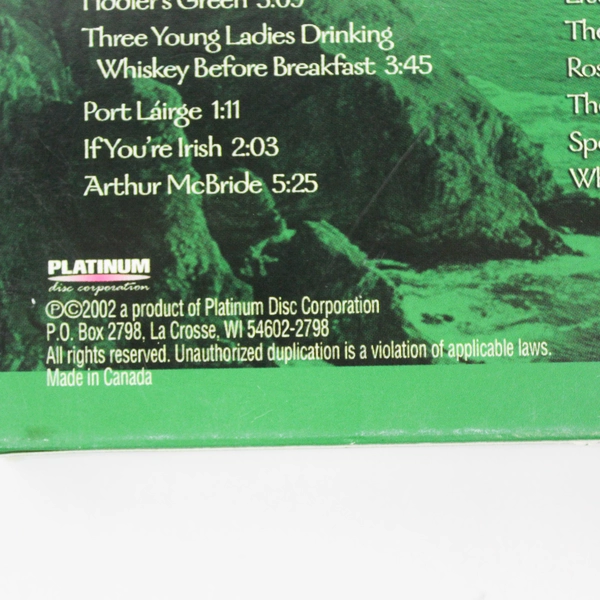 Three Young Ladies Drinking
Whiskey Before Breakfast 3:45
Port Láirge 1:11
If You're Irish 2:03
Arthur McBride 5:25
PLATINUM
disc corporation
℗©2002 a product of Platinum Disc Corporation
P.O. Box 2798, La Crosse, WI 54602-2798
All rights reserved. Unauthorized duplication is a violation of applicable laws.
Made in Canada